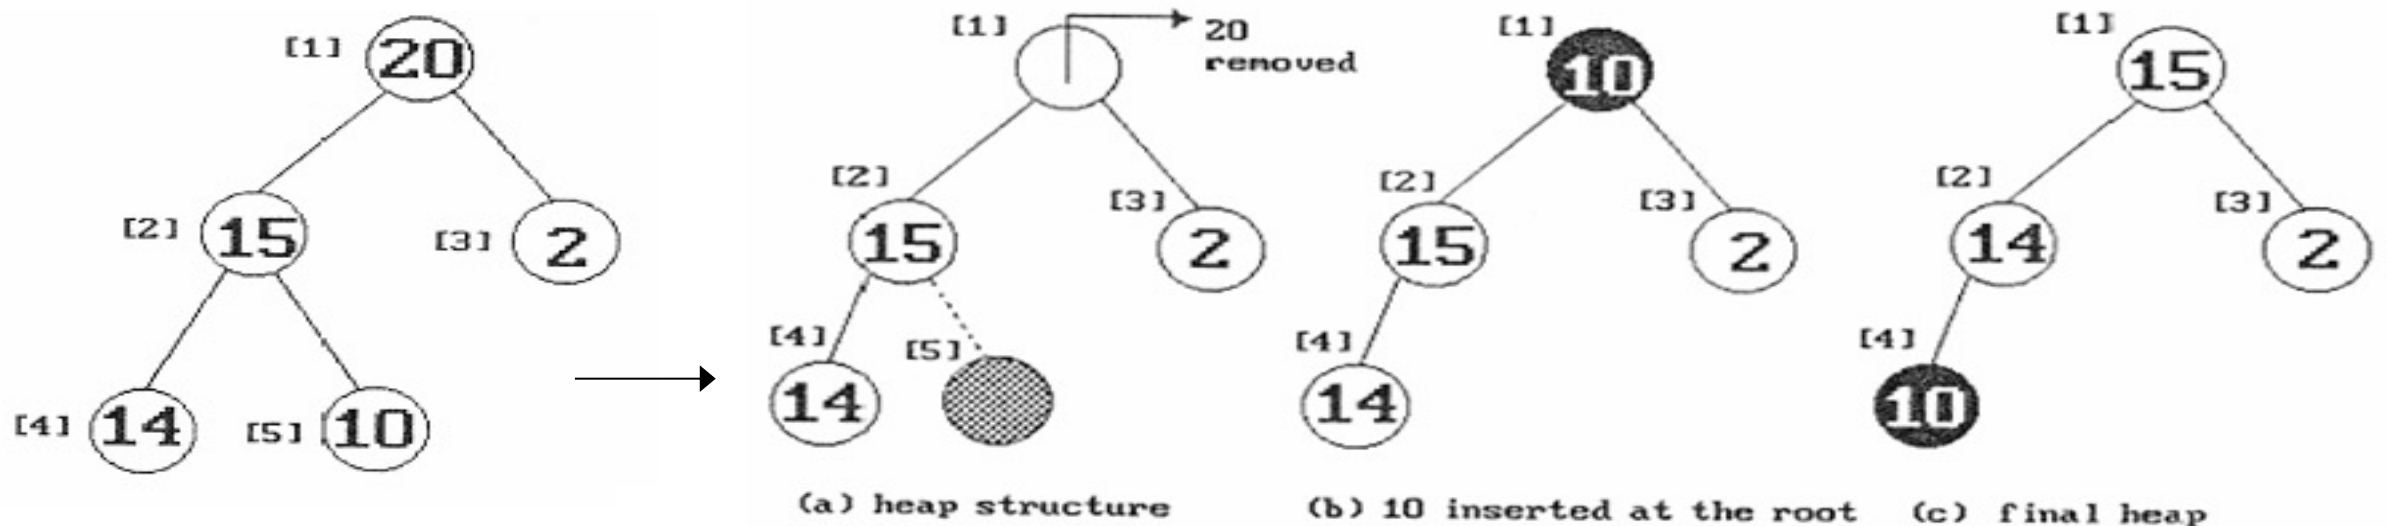 [1] 20
[2] 15 [3] 2
[4] 14 [5] 10
[1] 20
removed
[2] 15 [3] 2
[4] 14 [5]
(a) heap structure
[1] 10
[2] 15 [3] 2
[4] 14
(b) 10 inserted at the root
[1] 15
[2] 14 [3] 2
[4] 10
(c) final heap